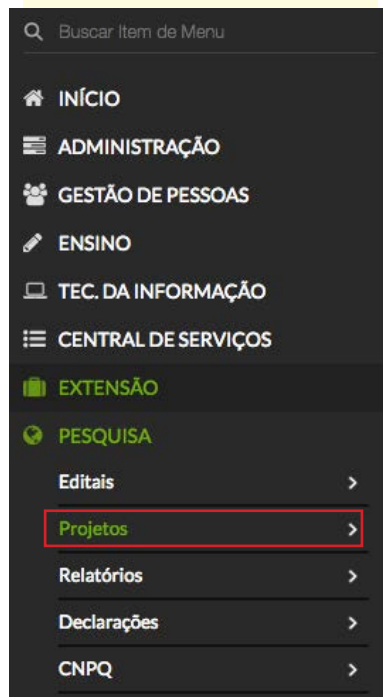 Buscar Item de Menu
INÍCIO
ADMINISTRAÇÃO
GESTÃO DE PESSOAS
ENSINO
TEC. DA INFORMAÇÃO
CENTRAL DE SERVIÇOS
EXTENSÃO
PESQUISA
Editais
Projetos
Relatórios
Declarações
CNPQ